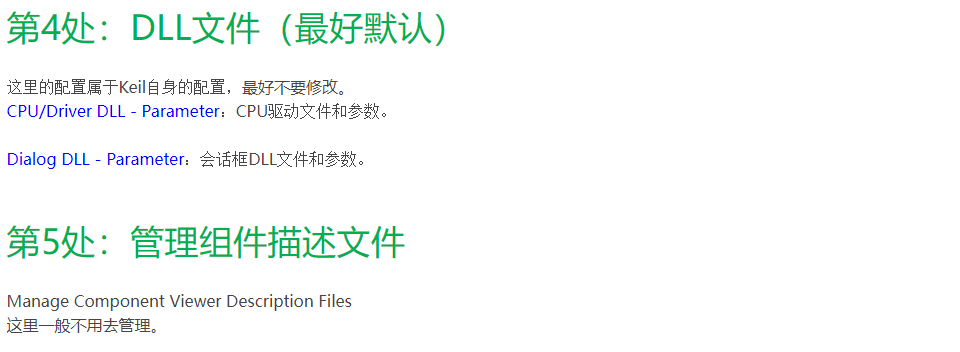 第4处：DLL文件（最好默认）
这里的配置属于Keil自身的配置，最好不要修改。
CPU/Driver DLL - Parameter：CPU驱动文件和参数。
Dialog DLL - Parameter：会话框DLL文件和参数。
第5处：管理组件描述文件
Manage Component Viewer Description Files
这里一般不用去管理。